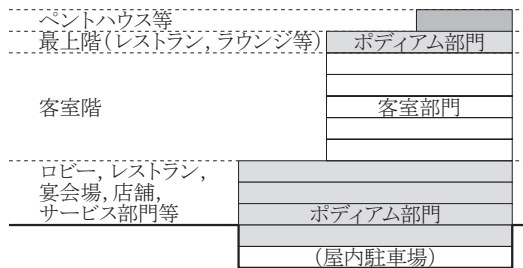 ペントハウス等
最上階(レストラン, ラウンジ等) ポディアム部門
客室階 客室部門
ロビー, レストラン,
宴会場, 店舗,
サービス部門等 ポディアム部門
(屋内駐車場)